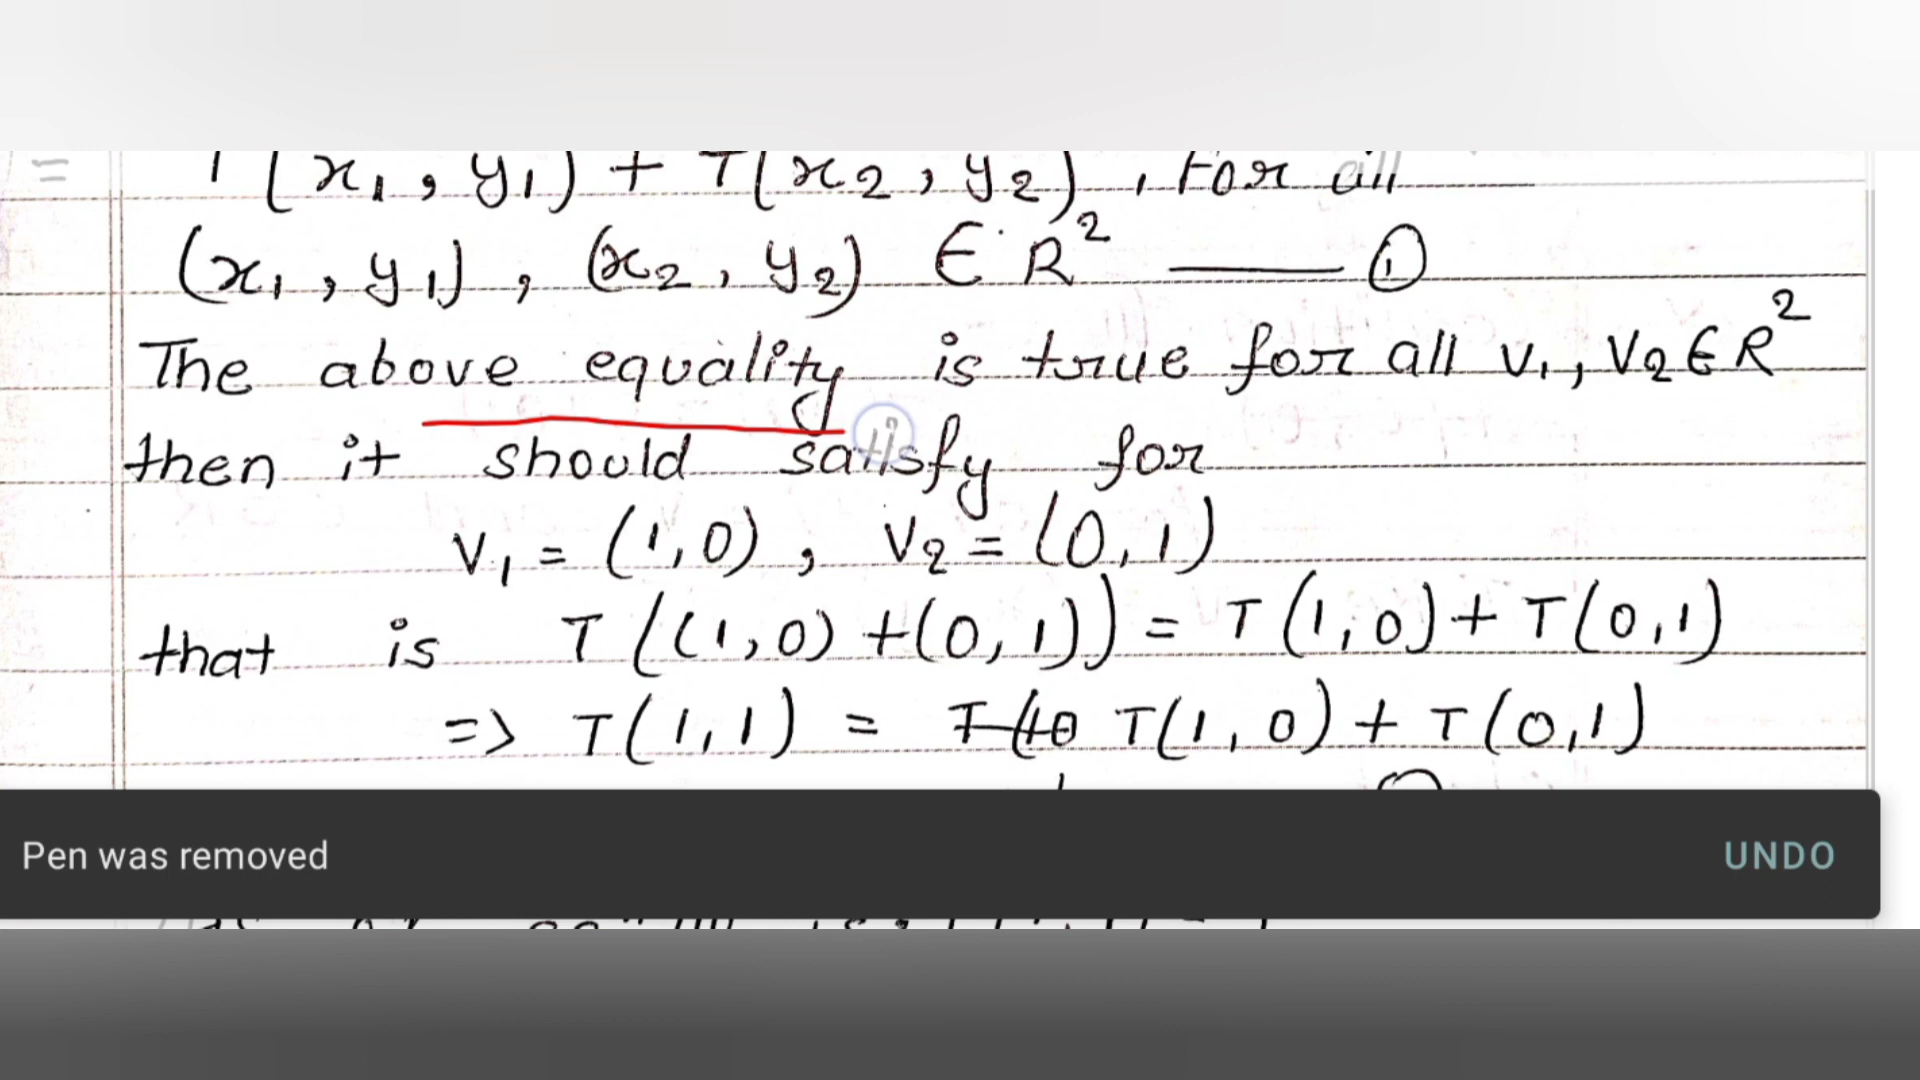 T(x₁, y₁) + T(x₂, y₂), For all
(x₁, y₁), (x₂, y₂) ∈ R² —— ①
The above equality is true for all v₁, v₂ ∈ R²
then it should satisfy for
v₁ = (1,0), v₂ = (0,1)
that is T((1,0)+(0,1)) = T(1,0)+T(0,1)
=> T(1,1) = T(1,0) + T(0,1)
Pen was removed
UNDO